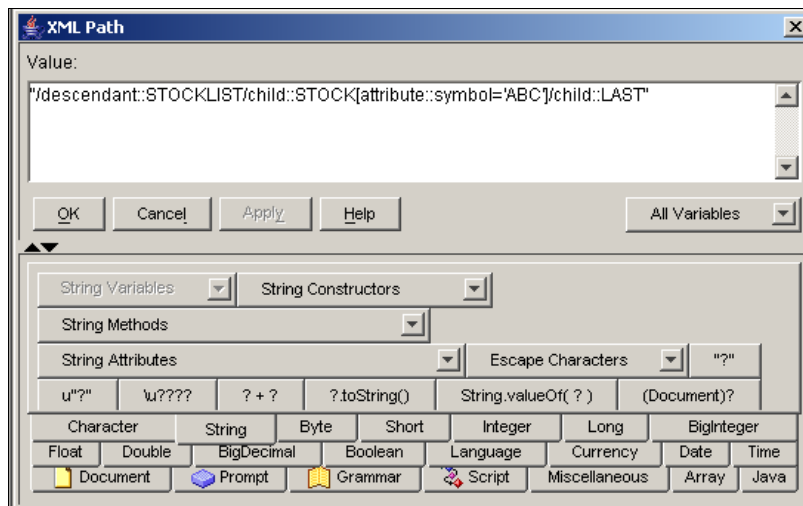 XML Path
Value:
"/descendant::STOCKLIST/child::STOCK[attribute::symbol='ABC']/child::LAST"
OK Cancel Apply Help All Variables
String Variables String Constructors
String Methods
String Attributes Escape Characters "?"
u"?" \u???? ? + ? ?.toString() String.valueOf( ? ) (Document)?
Character String Byte Short Integer Long BigInteger
Float Double BigDecimal Boolean Language Currency Date Time
Document Prompt Grammar Script Miscellaneous Array Java